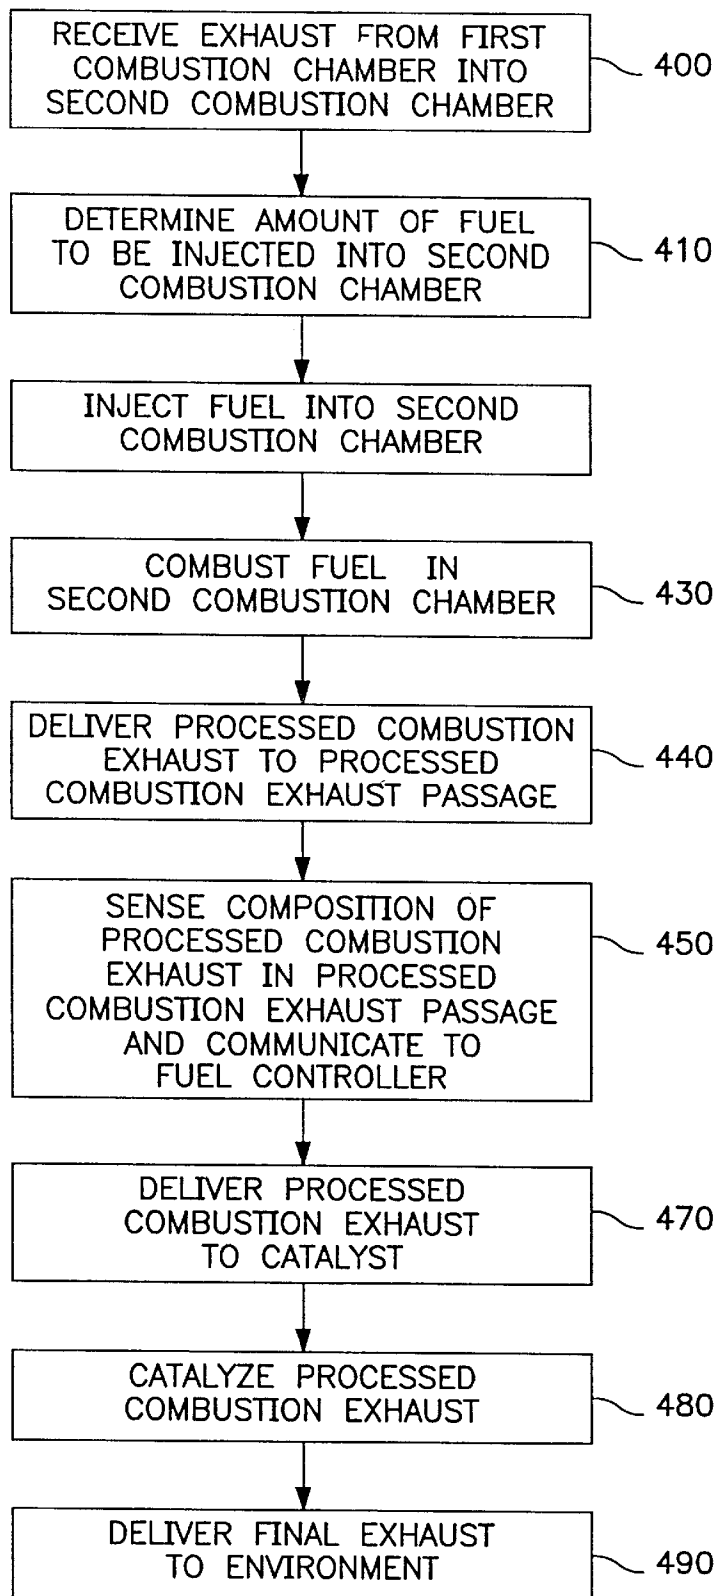 RECEIVE EXHAUST FROM FIRST
COMBUSTION CHAMBER INTO
SECOND COMBUSTION CHAMBER
400
DETERMINE AMOUNT OF FUEL
TO BE INJECTED INTO SECOND
COMBUSTION CHAMBER
410
INJECT FUEL INTO SECOND
COMBUSTION CHAMBER
COMBUST FUEL IN
SECOND COMBUSTION CHAMBER
430
DELIVER PROCESSED COMBUSTION
EXHAUST TO PROCESSED
COMBUSTION EXHAUST PASSAGE
440
SENSE COMPOSITION OF
PROCESSED COMBUSTION
EXHAUST IN PROCESSED
COMBUSTION EXHAUST PASSAGE
AND COMMUNICATE TO
FUEL CONTROLLER
450
DELIVER PROCESSED
COMBUSTION EXHAUST
TO CATALYST
470
CATALYZE PROCESSED
COMBUSTION EXHAUST
480
DELIVER FINAL EXHAUST
TO ENVIRONMENT
490